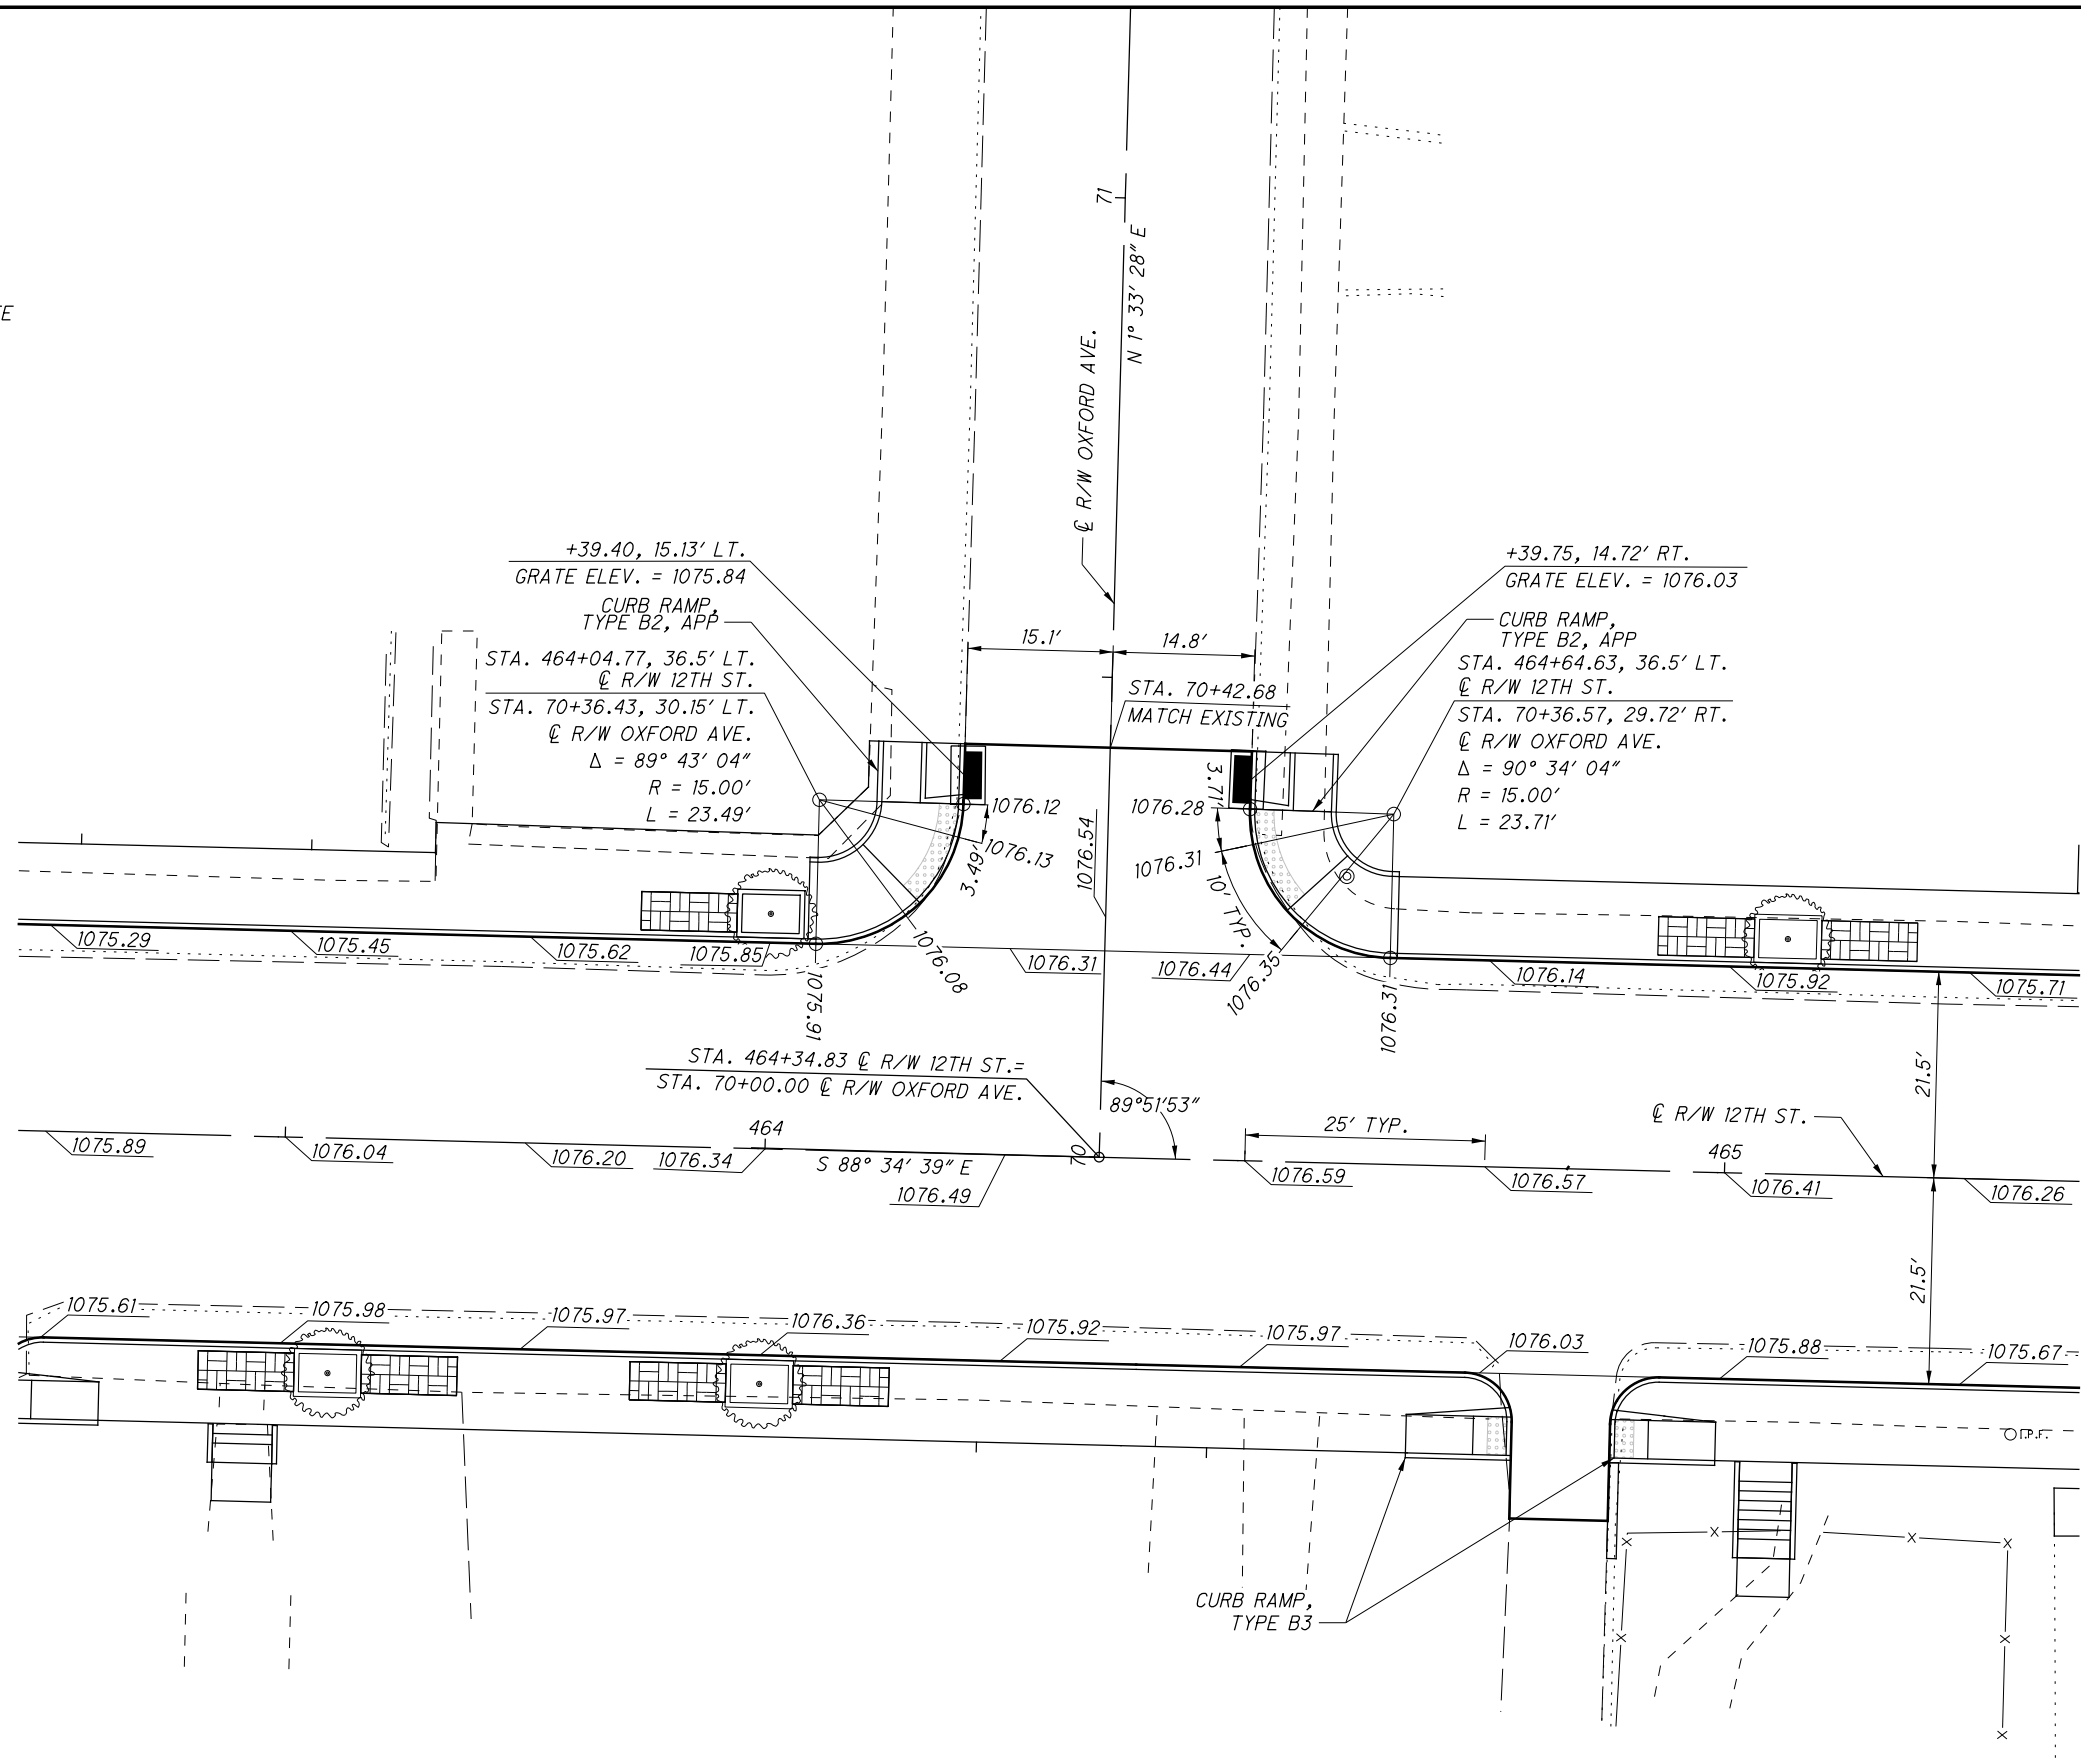 71
N 1° 33' 28" E
℄ R/W OXFORD AVE.
+39.40, 15.13' LT.
GRATE ELEV. = 1075.84
CURB RAMP,
TYPE B2, APP
STA. 464+04.77, 36.5' LT.
℄ R/W 12TH ST.
STA. 70+36.43, 30.15' LT.
℄ R/W OXFORD AVE.
Δ = 89° 43' 04"
R = 15.00'
L = 23.49'
15.1'
14.8'
STA. 70+42.68
MATCH EXISTING
+39.75, 14.72' RT.
GRATE ELEV. = 1076.03
CURB RAMP,
TYPE B2, APP
STA. 464+64.63, 36.5' LT.
℄ R/W 12TH ST.
STA. 70+36.57, 29.72' RT.
℄ R/W OXFORD AVE.
Δ = 90° 34' 04"
R = 15.00'
L = 23.71'
1076.12
1076.13
3.49'
1076.54
1076.28
3.71'
1076.31
10' TYP.
1075.29
1075.45
1075.62
1075.85
1075.91
1076.08
1076.31
1076.44
1076.35
1076.31
1076.14
1075.92
1075.71
STA. 464+34.83 ℄ R/W 12TH ST.=
STA. 70+00.00 ℄ R/W OXFORD AVE.
89°51'53"
21.5'
25' TYP.
℄ R/W 12TH ST.
464
70
465
1075.89
1076.04
1076.20
1076.34
S 88° 34' 39" E
1076.49
1076.59
1076.57
1076.41
1076.26
21.5'
1075.61
1075.98
1075.97
1076.36
1075.92
1075.97
1076.03
1075.88
1075.67
I.P.F.
X
X
X
X
X
X
X
CURB RAMP,
TYPE B3